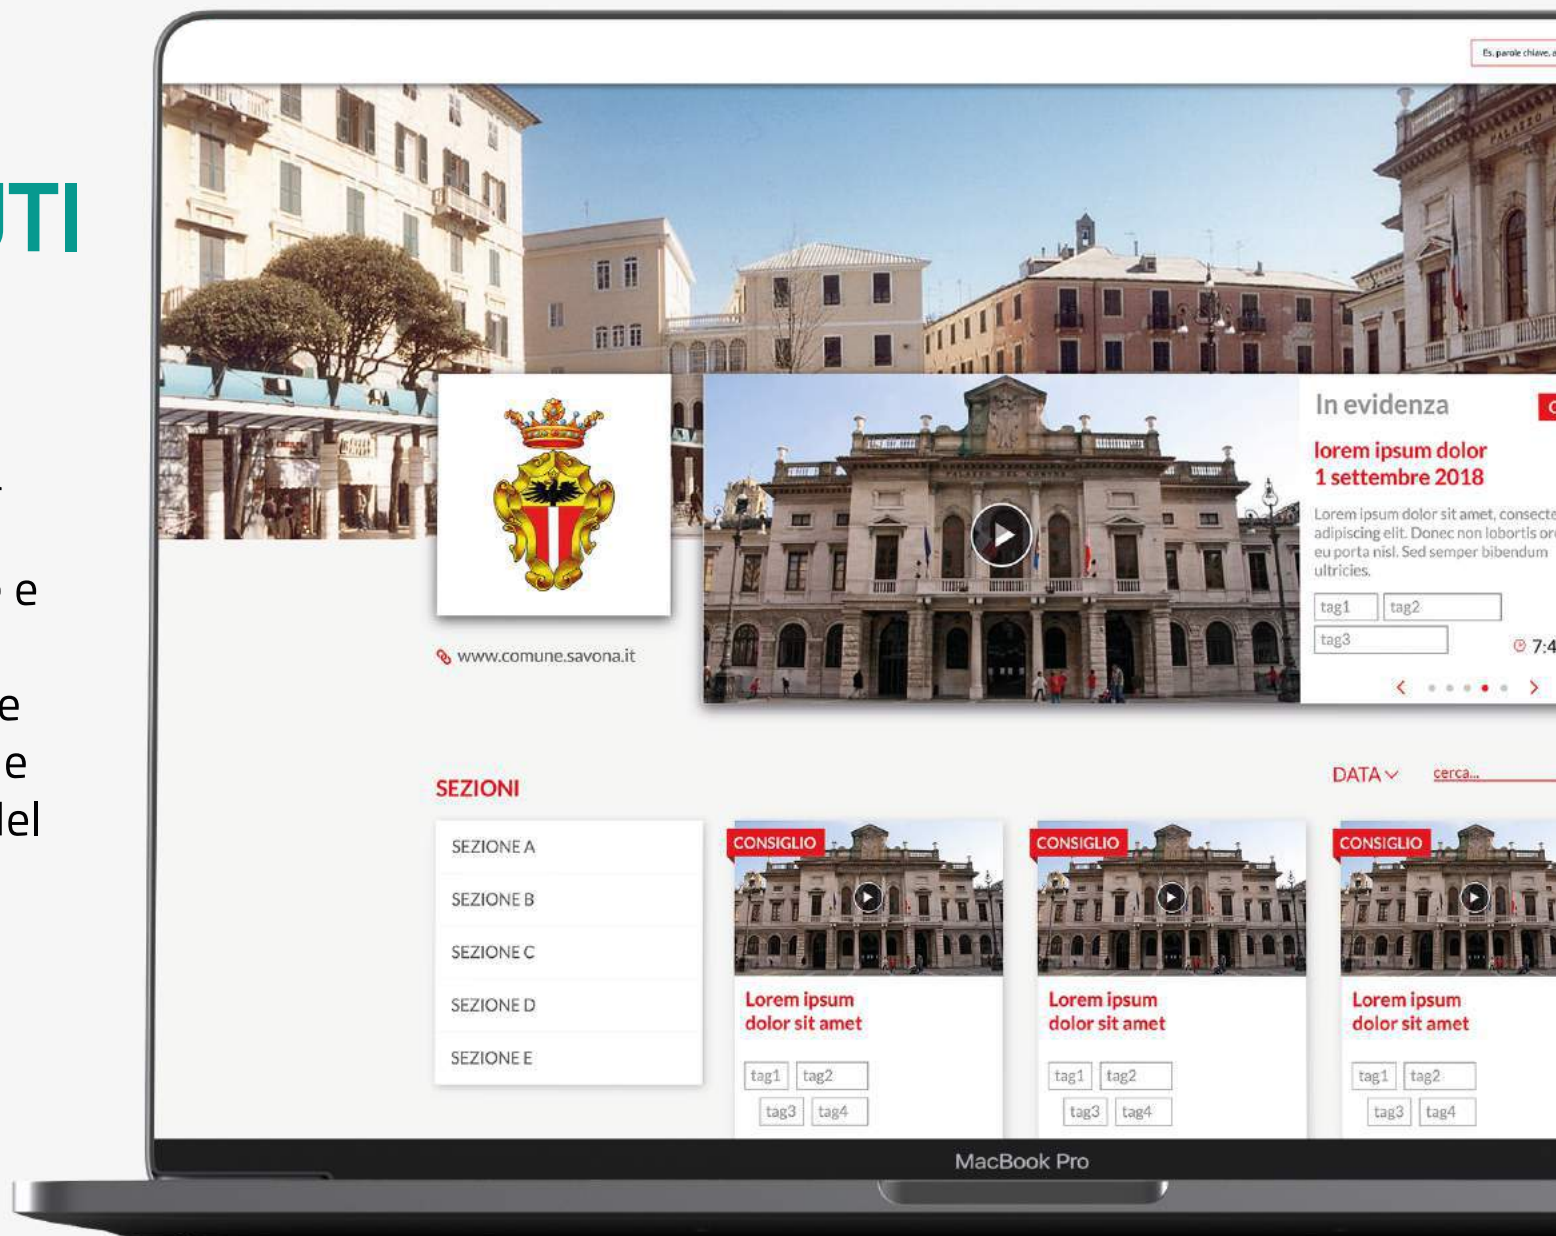 UTI
e
e
e
del
Es. parole chiave, a
PALAZZO
In evidenza
lorem ipsum dolor
1 settembre 2018
Lorem ipsum dolor sit amet, consecte
adipiscing elit. Donec non lobortis orc
eu porta nisl. Sed semper bibendum
ultricies.
tag1 tag2
tag3
7:4
www.comune.savona.it
SEZIONI
DATA
cerca...
SEZIONE A
SEZIONE B
SEZIONE C
SEZIONE D
SEZIONE E
CONSIGLIO
Lorem ipsum
dolor sit amet
tag1 tag2
tag3 tag4
CONSIGLIO
Lorem ipsum
dolor sit amet
tag1 tag2
tag3 tag4
CONSIGLIO
Lorem ipsum
dolor sit amet
tag1 tag2
tag3 tag4
MacBook Pro